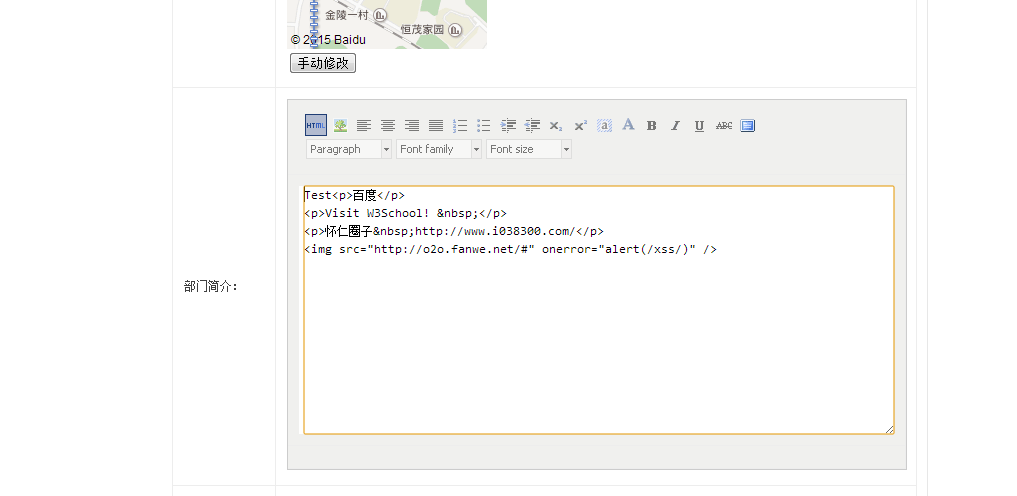 金陵一村
恒茂家园
© 2015 Baidu
手动修改
部门简介:
HTML
ABC
Paragraph Font family Font size
Test<p>百度</p>
<p>Visit W3School! &nbsp;</p>
<p>怀仁圈子&nbsp;http://www.i038300.com/</p>
<img src="http://o2o.fanwe.net/#" onerror="alert(/xss/)" />